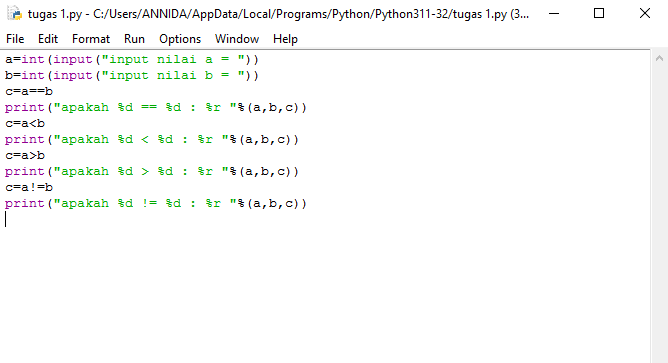 tugas 1.py - C:/Users/ANNIDA/AppData/Local/Programs/Python/Python311-32/tugas 1.py (3...
File Edit Format Run Options Window Help
a=int(input("input nilai a = "))
b=int(input("input nilai b = "))
c=a==b
print("apakah %d == %d : %r "%(a,b,c))
c=a<b
print("apakah %d < %d : %r "%(a,b,c))
c=a>b
print("apakah %d > %d : %r "%(a,b,c))
c=a!=b
print("apakah %d != %d : %r "%(a,b,c))